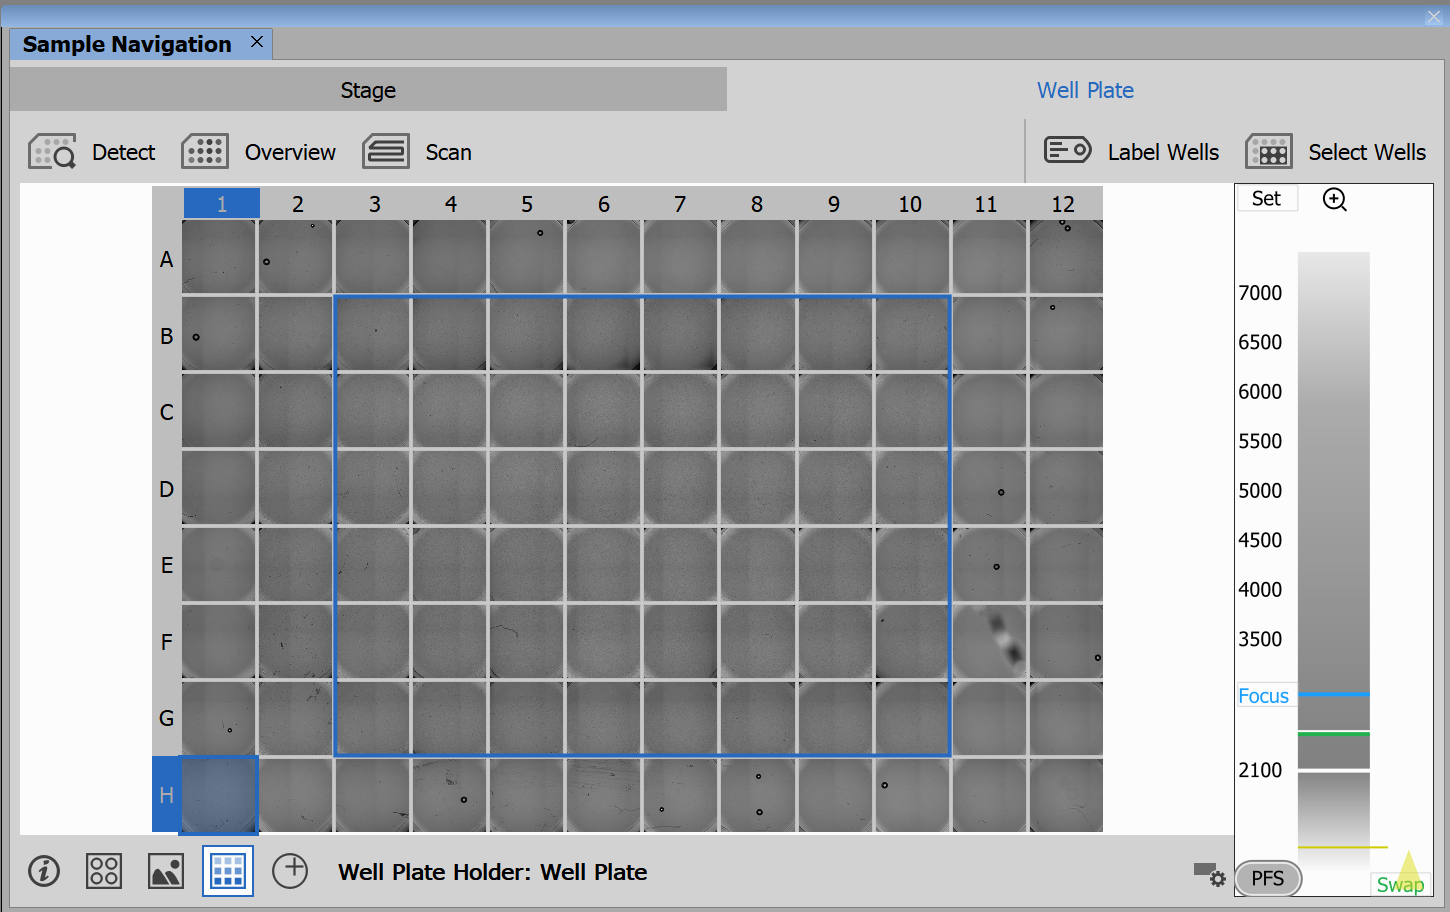 Sample Navigation
Stage
Well Plate
Detect
Overview
Scan
Label Wells
Select Wells
1 2 3 4 5 6 7 8 9 10 11 12
A
B
C
D
E
F
G
H
Set
7000
6500
6000
5500
5000
4500
4000
3500
Focus
2100
Well Plate Holder: Well Plate
PFS
Swap